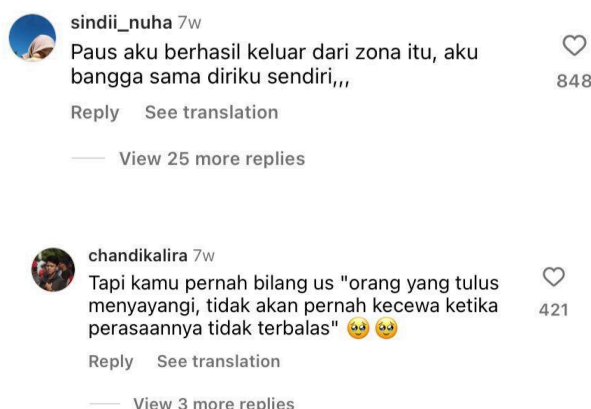 sindii_nuha 7w
Paus aku berhasil keluar dari zona itu, aku
bangga sama diriku sendiri,,,
848
Reply See translation
View 25 more replies
chandikalira 7w
Tapi kamu pernah bilang us "orang yang tulus
menyayangi, tidak akan pernah kecewa ketika
perasaannya tidak terbalas" 🥹🥹
421
Reply See translation
View 3 more replies